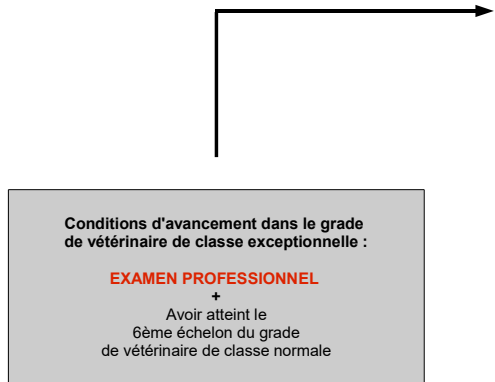 Conditions d'avancement dans le grade
de vétérinaire de classe exceptionnelle :
EXAMEN PROFESSIONNEL
+
Avoir atteint le
6ème échelon du grade
de vétérinaire de classe normale